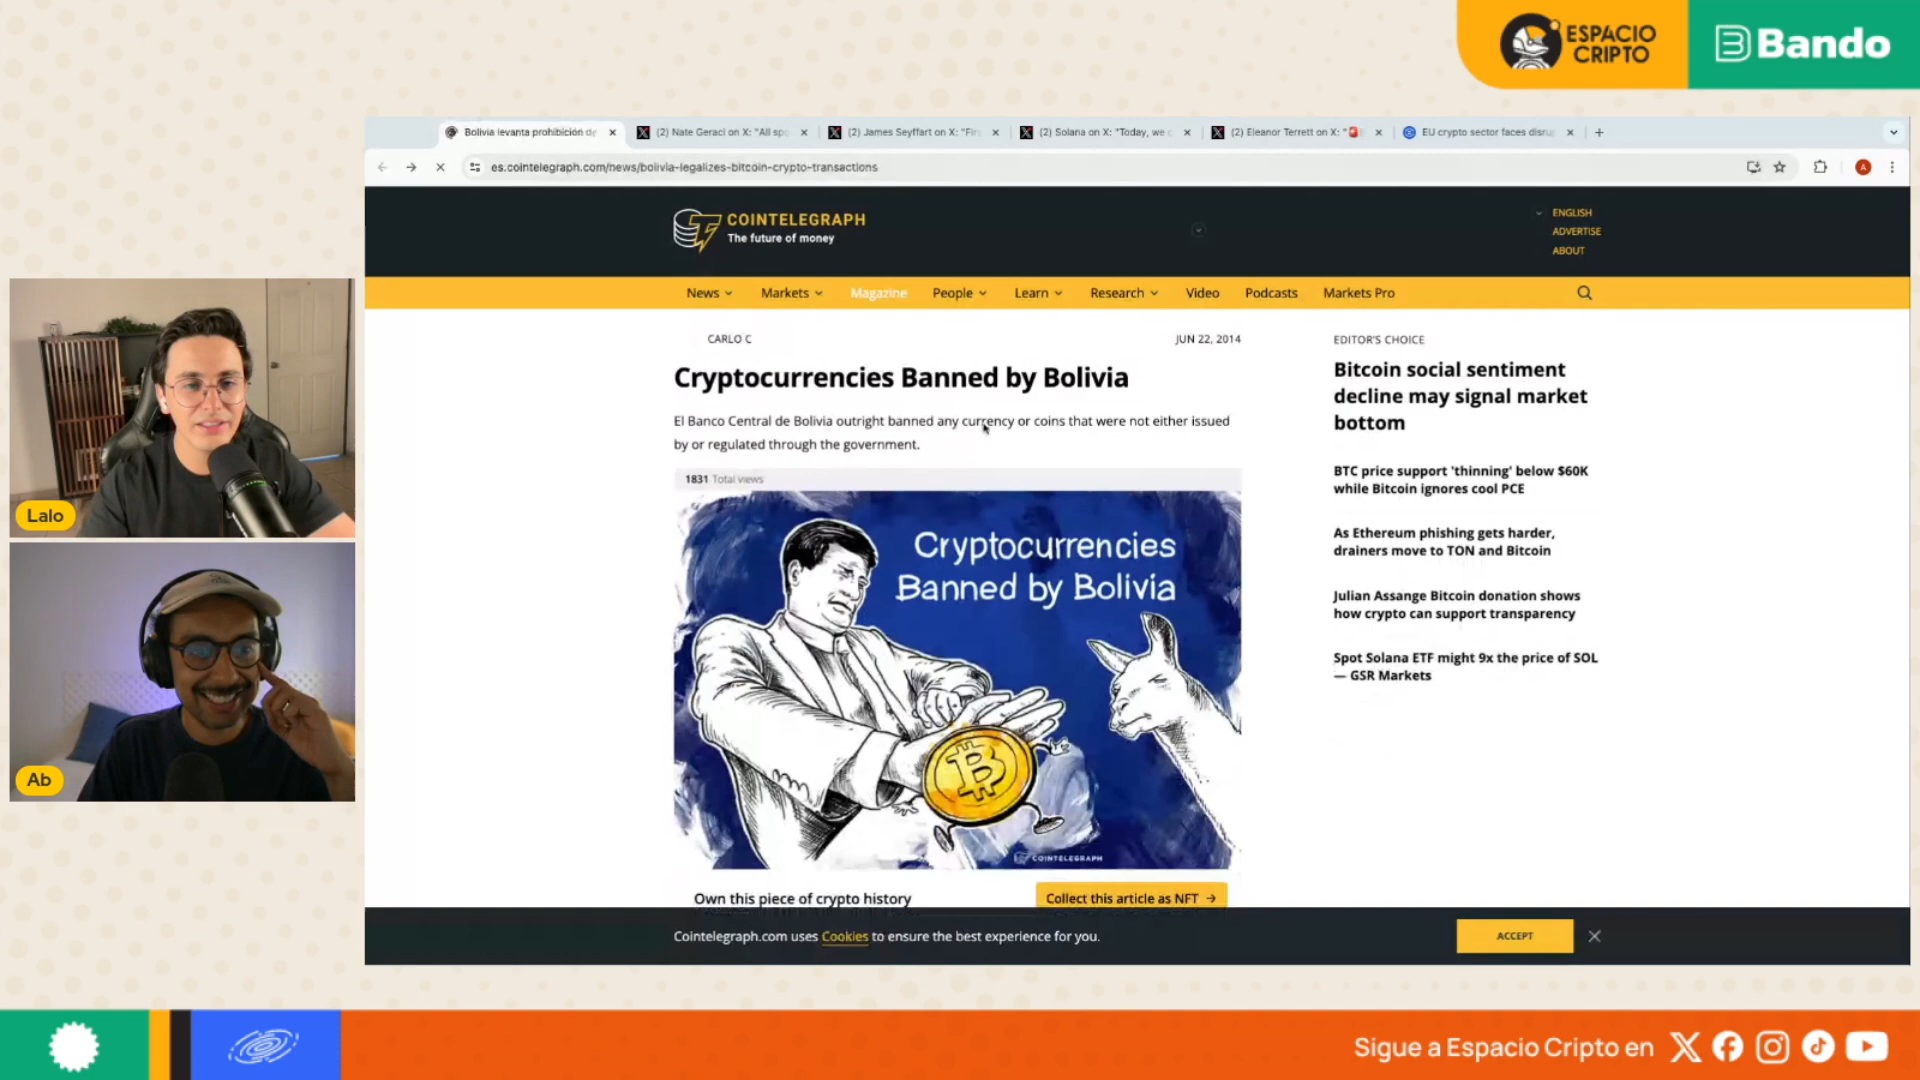 ESPACIO
CRIPTO
Bando
Bolivia levanta prohibición de
(2) Nate Geraci on X: "All spo
(2) James Seyffart on X: "Firs
(2) Solana on X: "Today, we c
(2) Eleanor Terrett on X: "🚨
EU crypto sector faces disrup
es.cointelegraph.com/news/bolivia-legalizes-bitcoin-crypto-transactions
A
COINTELEGRAPH
The future of money
ENGLISH
ADVERTISE
ABOUT
News
Markets
Magazine
People
Learn
Research
Video
Podcasts
Markets Pro
CARLO C
JUN 22, 2014
Cryptocurrencies Banned by Bolivia
El Banco Central de Bolivia outright banned any currency or coins that were not either issued
by or regulated through the government.
1831 Total views
Cryptocurrencies
Banned by Bolivia
COINTELEGRAPH
Own this piece of crypto history
Collect this article as NFT →
EDITOR'S CHOICE
Bitcoin social sentiment
decline may signal market
bottom
BTC price support 'thinning' below $60K
while Bitcoin ignores cool PCE
As Ethereum phishing gets harder,
drainers move to TON and Bitcoin
Julian Assange Bitcoin donation shows
how crypto can support transparency
Spot Solana ETF might 9x the price of SOL
— GSR Markets
Cointelegraph.com uses Cookies to ensure the best experience for you.
ACCEPT
Lalo
Ab
Sigue a Espacio Cripto en